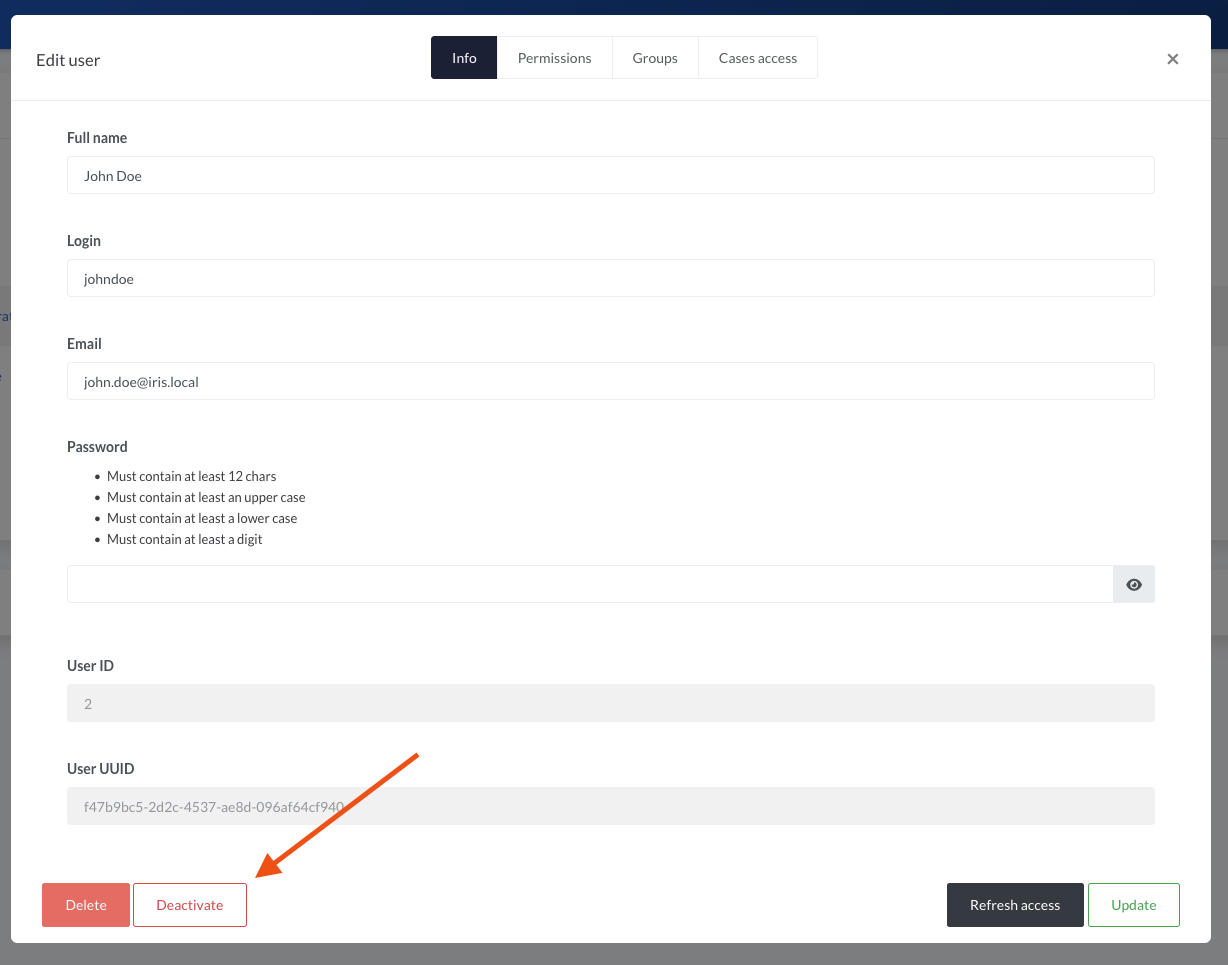 Edit user
Info
Permissions
Groups
Cases access
×
Full name
John Doe
Login
johndoe
Email
john.doe@iris.local
Password
• Must contain at least 12 chars
• Must contain at least an upper case
• Must contain at least a lower case
• Must contain at least a digit
User ID
2
User UUID
f47b9bc5-2d2c-4537-ae8d-096af64cf940
Delete
Deactivate
Refresh access
Update